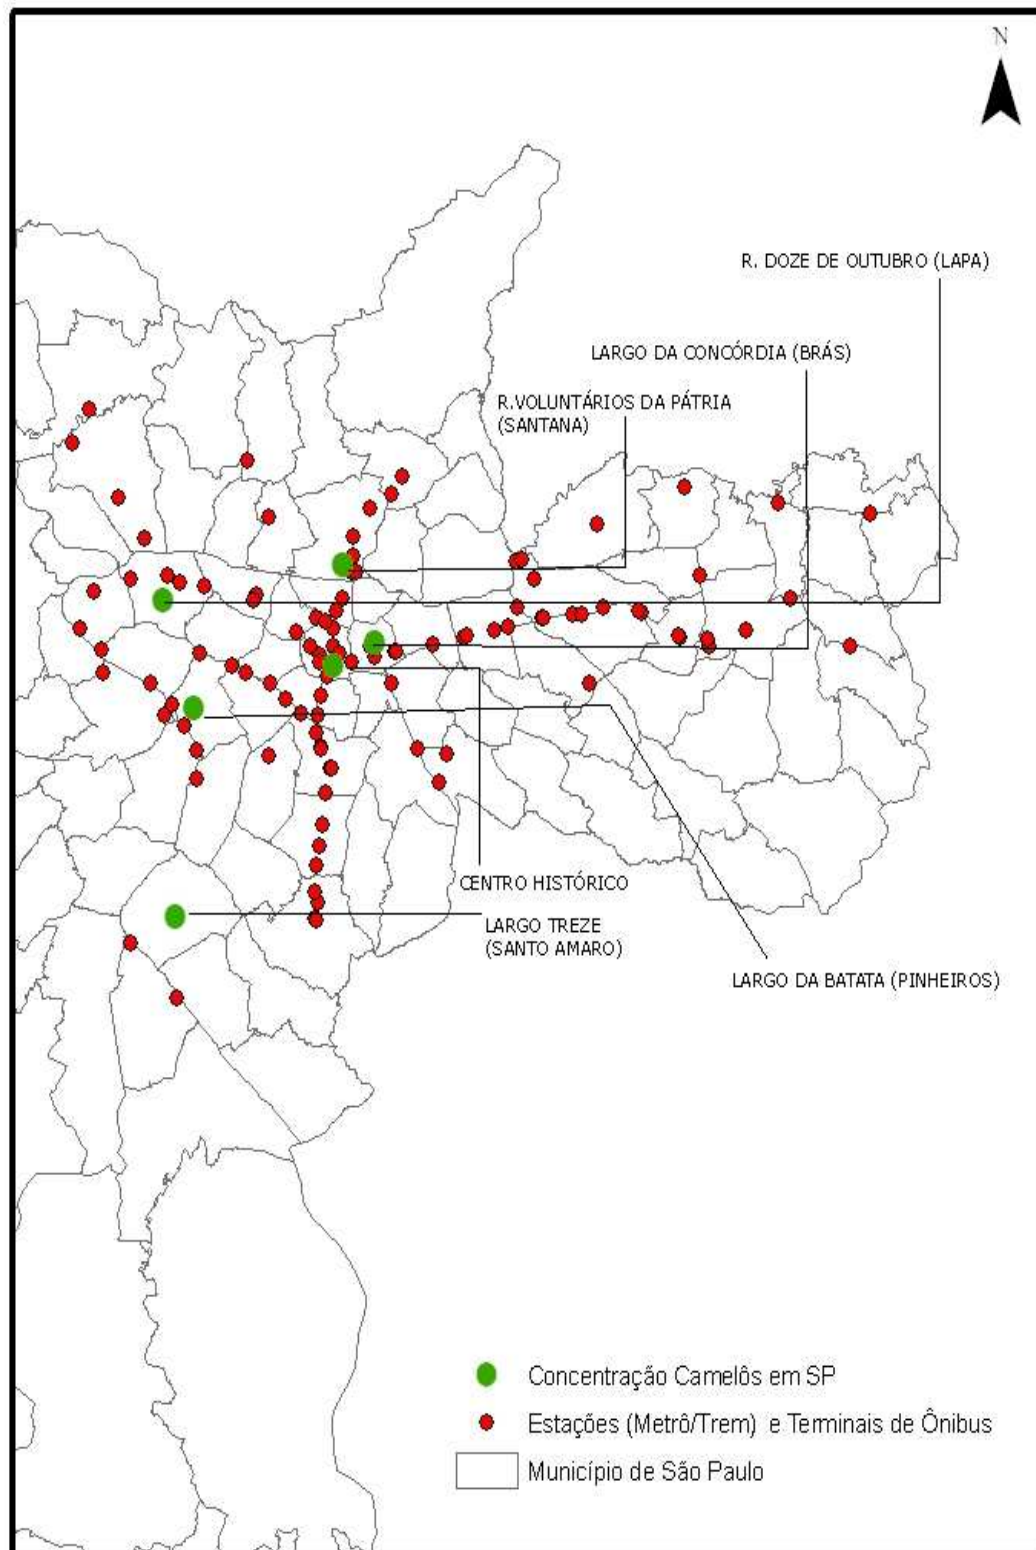 N
R. DOZE DE OUTUBRO (LAPA)
LARGO DA CONCÓRDIA (BRÁS)
R.VOLUNTÁRIOS DA PÁTRIA
(SANTANA)
CENTRO HISTÓRICO
LARGO TREZE
(SANTO AMARO)
LARGO DA BATATA (PINHEIROS)
Concentração Camelôs em SP
Estações (Metrô/Trem) e Terminais de Ônibus
Município de São Paulo